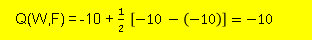 Q(W,F) = -10 + 1/2 [−10 − (−10)] = −10